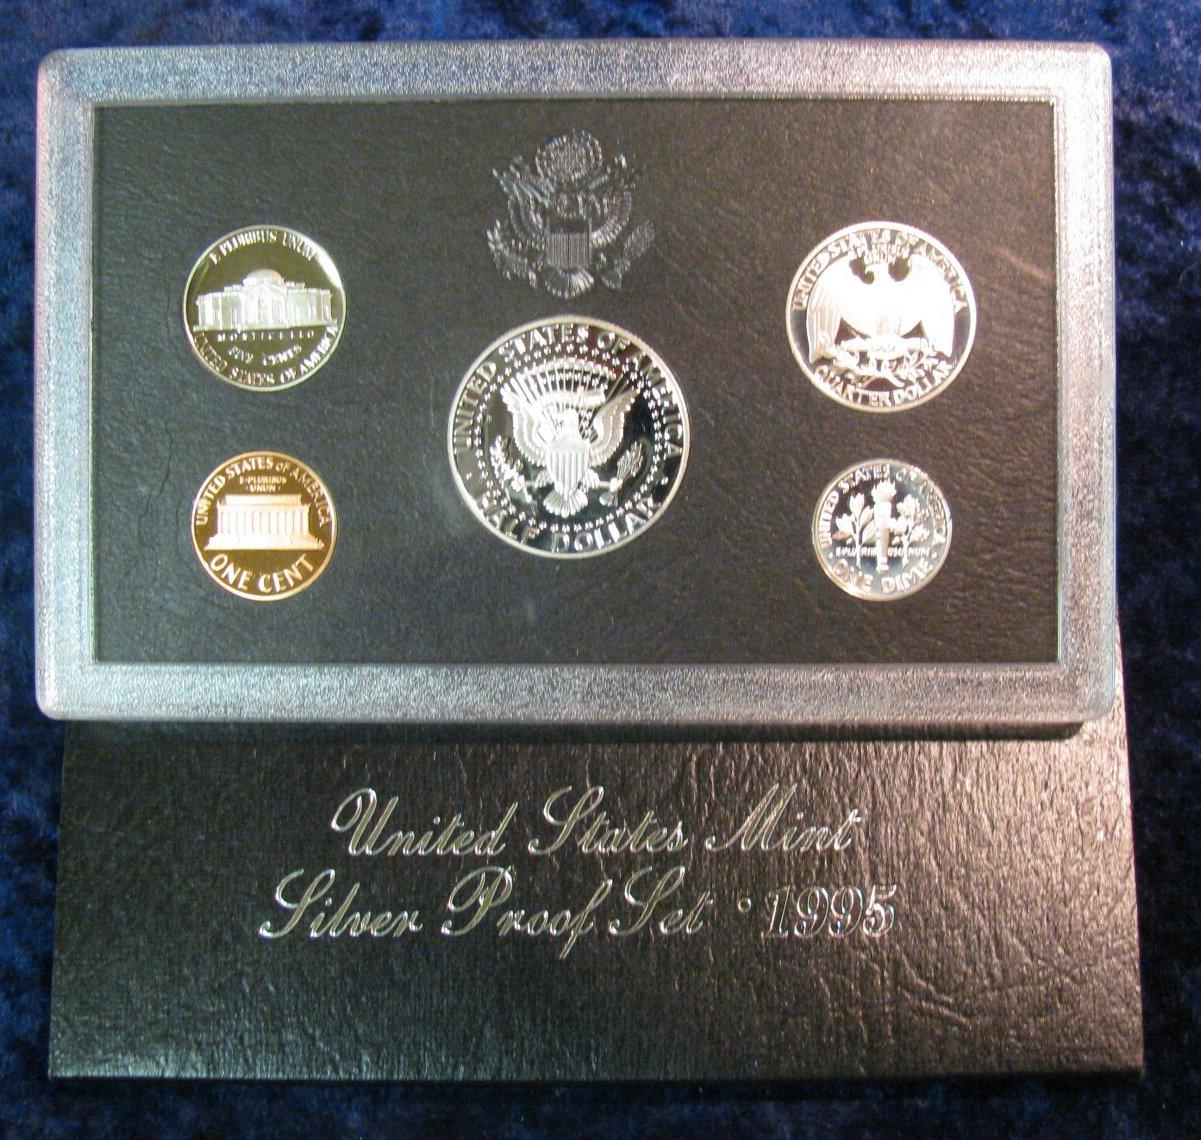 E PLURIBUS UNUM
MONTICELLO
FIVE CENTS
UNITED STATES OF AMERICA
UNITED STATES OF AMERICA
QUARTER DOLLAR
UNITED STATES OF AMERICA
HALF DOLLAR
UNITED STATES OF AMERICA
E·PLURIBUS
·UNUM·
ONE CENT
UNITED STATES OF AMERICA
E·PLURIBUS UNUM
·ONE DIME·
United States Mint
Silver Proof Set · 1995